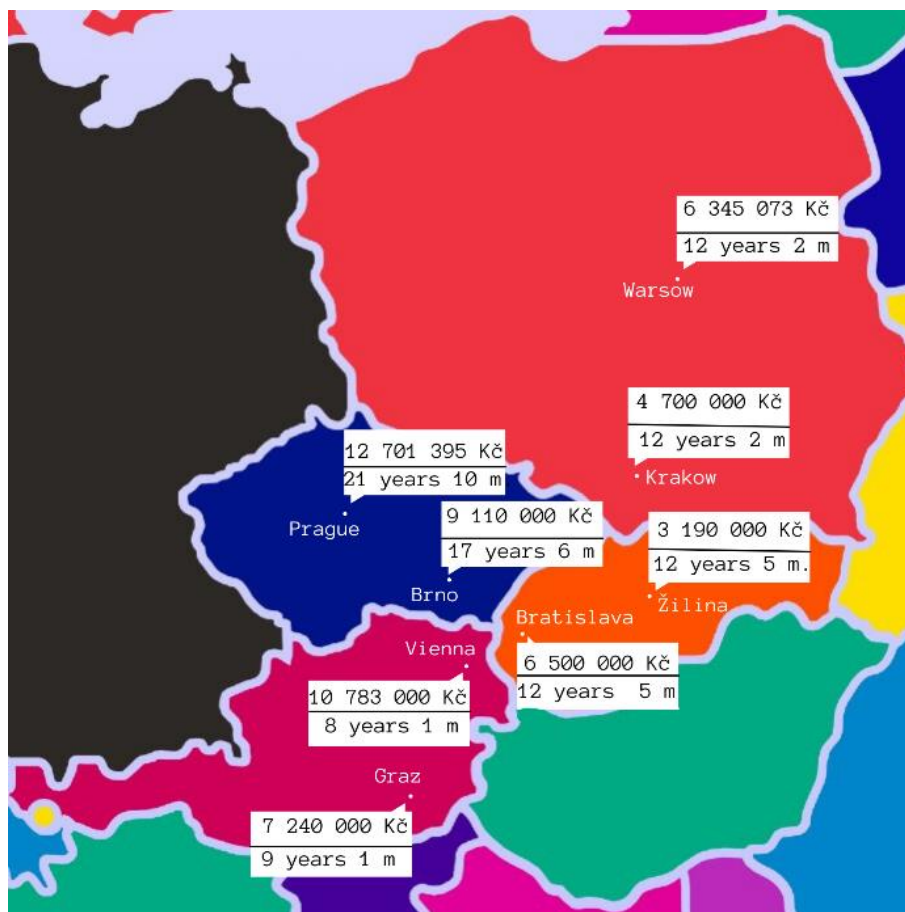 6 345 073 Kč
12 years 2 m
Warsow
4 700 000 Kč
12 years 2 m
Krakow
12 701 395 Kč
21 years 10 m
Prague
9 110 000 Kč
17 years 6 m
Brno
3 190 000 Kč
12 years 5 m.
Žilina
Bratislava
6 500 000 Kč
12 years 5 m
Vienna
10 783 000 Kč
8 years 1 m
Graz
7 240 000 Kč
9 years 1 m